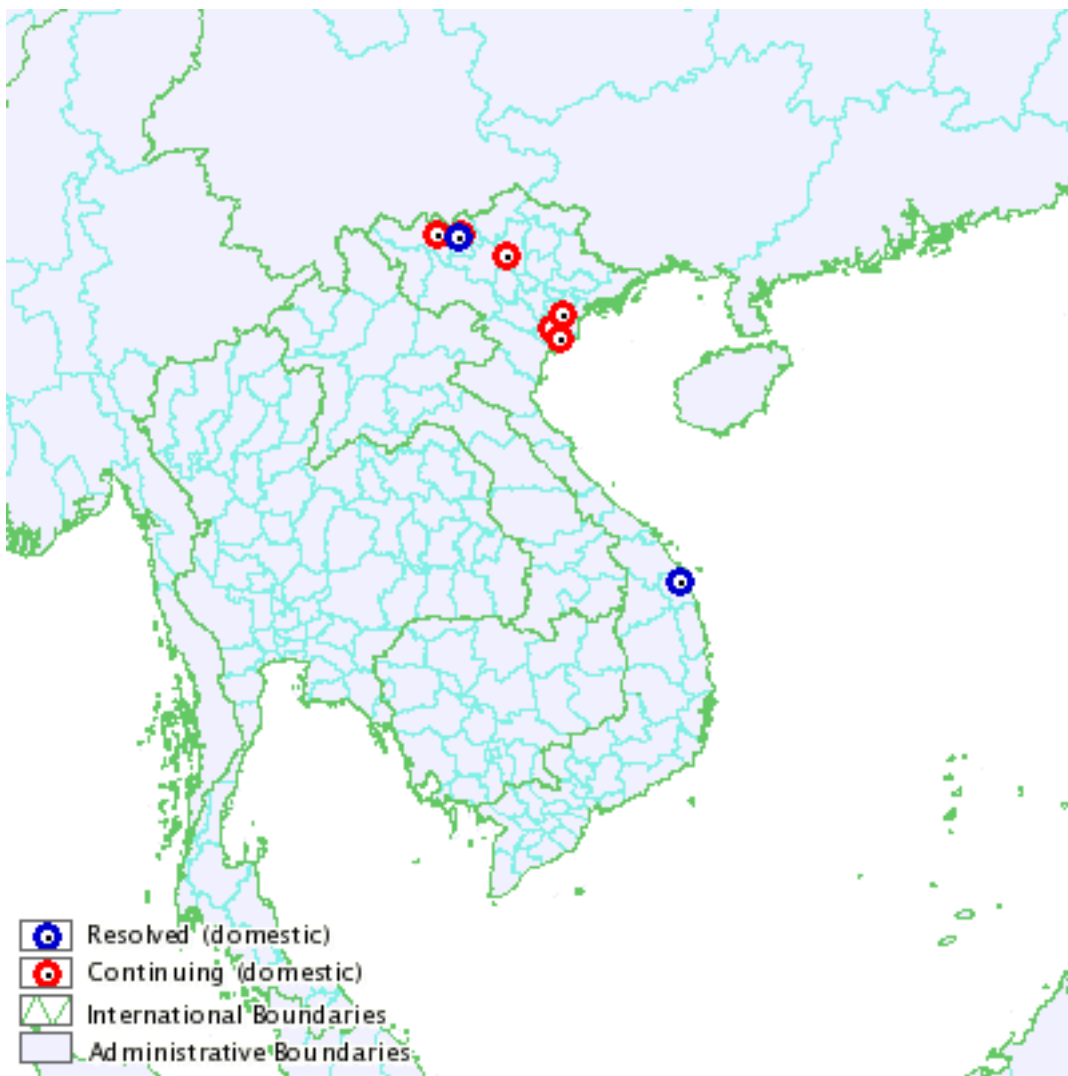 Resolved (domestic)
Continuing (domestic)
International Boundaries
Administrative Boundaries